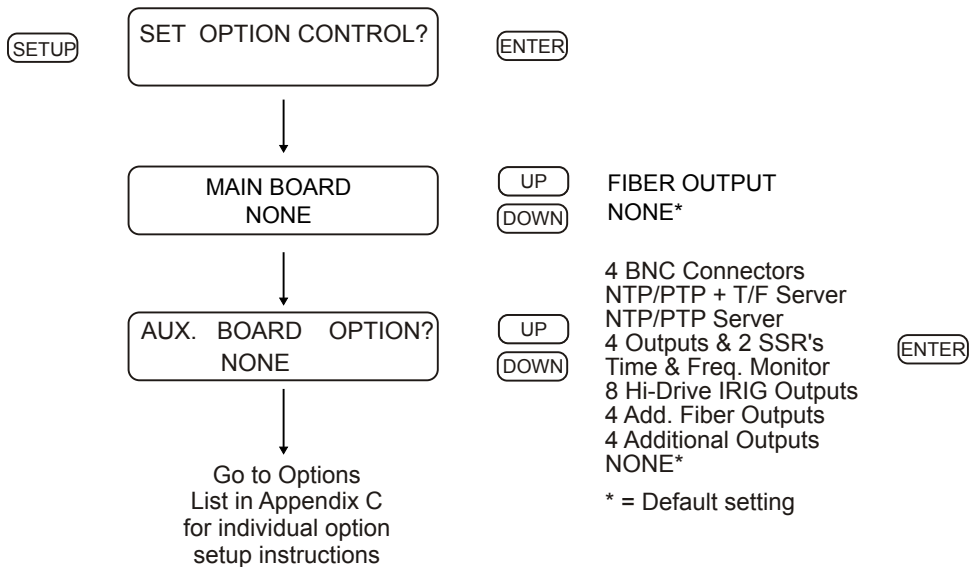 SETUP
SET OPTION CONTROL?
ENTER
MAIN BOARD
NONE
UP
DOWN
FIBER OUTPUT
NONE*
AUX. BOARD OPTION?
NONE
UP
DOWN
4 BNC Connectors
NTP/PTP + T/F Server
NTP/PTP Server
4 Outputs & 2 SSR's
Time & Freq. Monitor
8 Hi-Drive IRIG Outputs
4 Add. Fiber Outputs
4 Additional Outputs
NONE*
ENTER
* = Default setting
Go to Options
List in Appendix C
for individual option
setup instructions